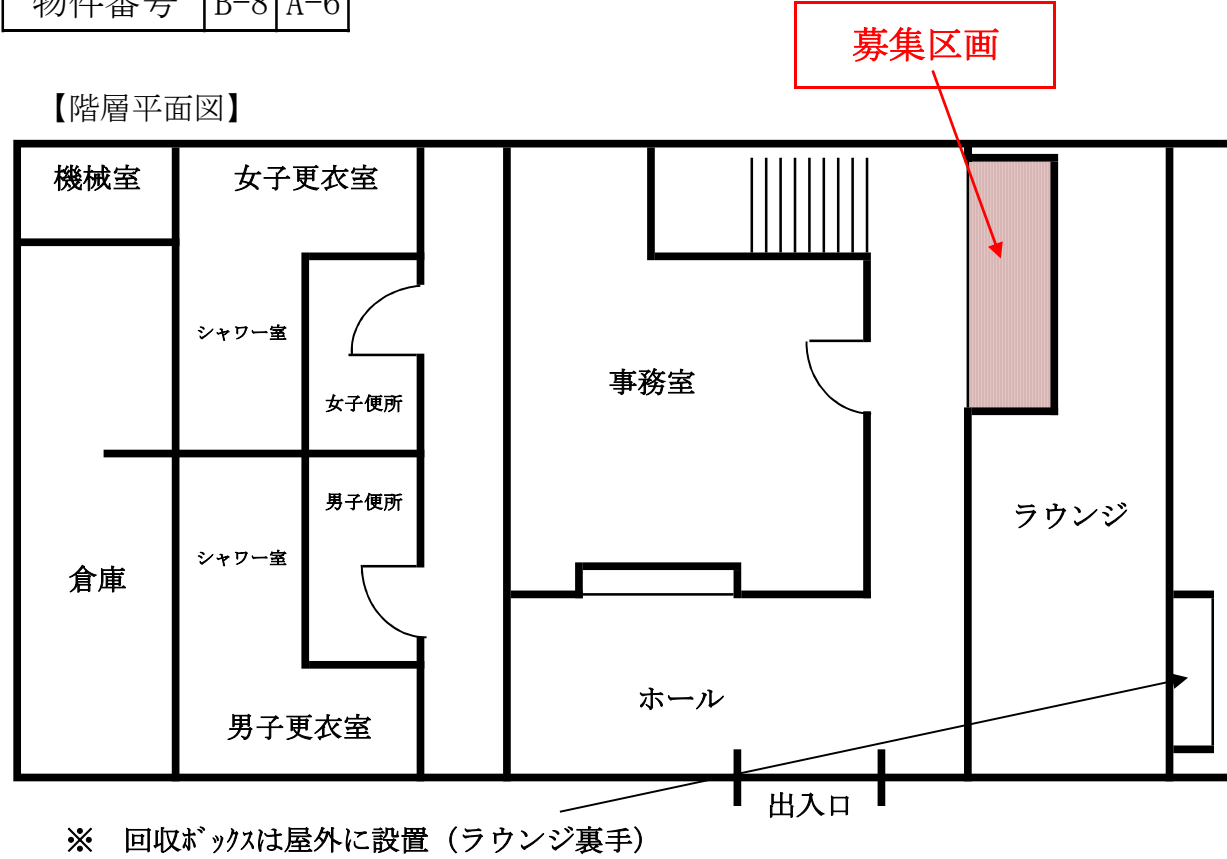 物件番号 B-8 A-6
募集区画
【階層平面図】
機械室
女子更衣室
シャワー室
女子便所
事務室
男子便所
ラウンジ
シャワー室
倉庫
ホール
男子更衣室
出入口
※　回収ﾎﾞｯｸｽは屋外に設置（ラウンジ裏手）